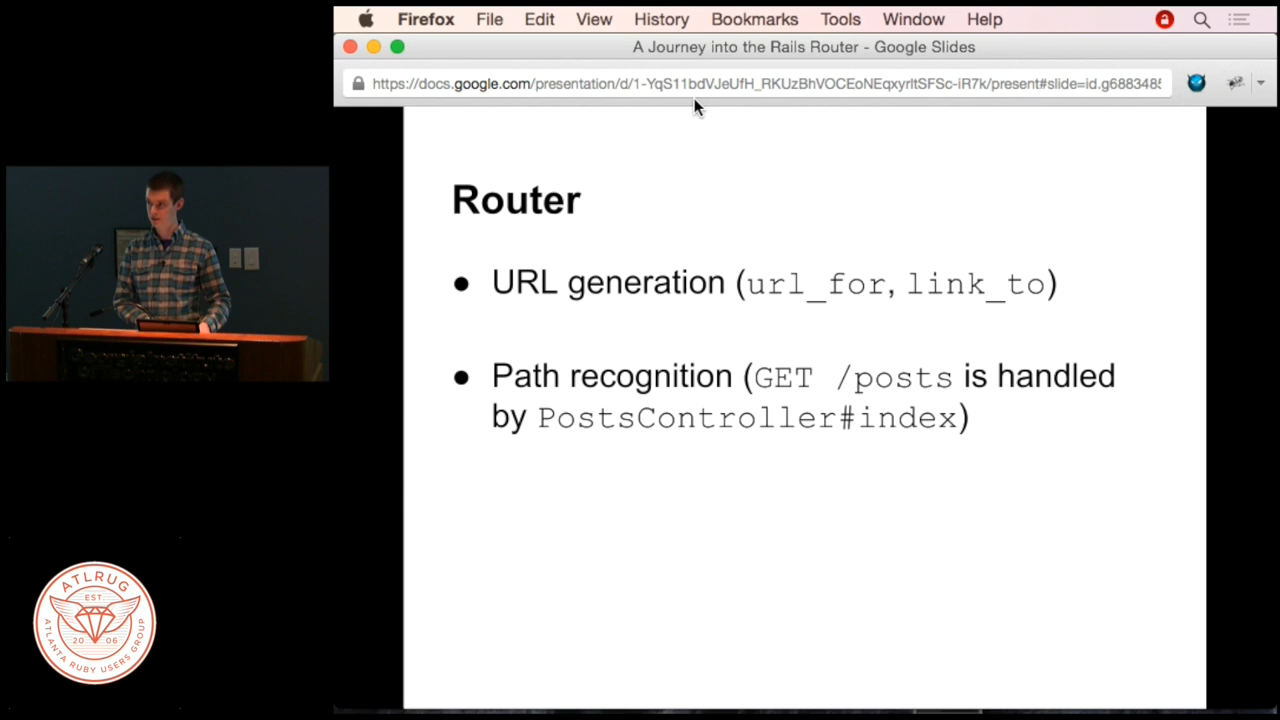 Firefox File Edit View History Bookmarks Tools Window Help
A Journey into the Rails Router - Google Slides
https://docs.google.com/presentation/d/1-YqS11bdVJeUfH_RKUzBhVOCEoNEqxyrltSFSc-iR7k/present#slide=id.g6883485
Router
● URL generation (url_for, link_to)
● Path recognition (GET /posts is handled
by PostsController#index)
ATLRUG
EST.
20 06
ATLANTA RUBY USERS GROUP